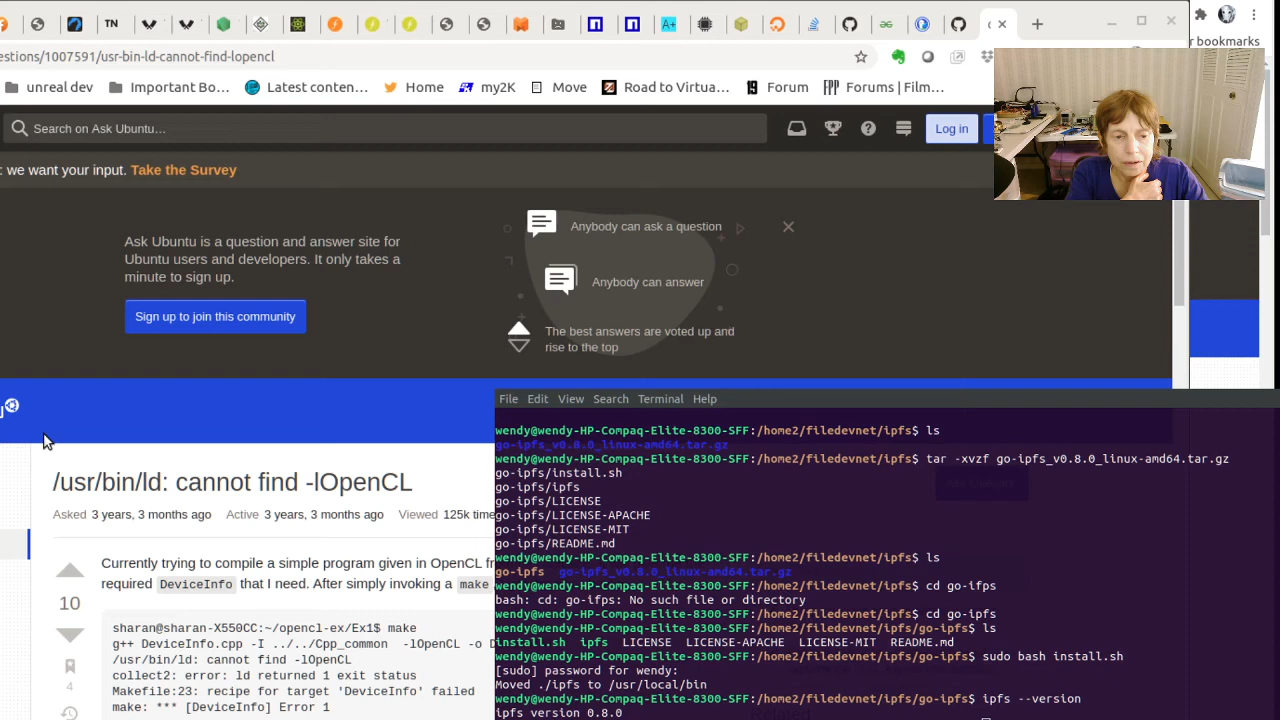 TN
A+
estions/1007591/usr-bin-ld-cannot-find-lopencl
r bookmarks
unreal dev
Important Bo...
Latest conten...
Home
my2K
Move
Road to Virtua...
Forum
Forums | Film...
Search on Ask Ubuntu...
Log in
: we want your input. Take the Survey
Ask Ubuntu is a question and answer site for
Ubuntu users and developers. It only takes a
minute to sign up.
Sign up to join this community
Anybody can ask a question
Anybody can answer
The best answers are voted up and
rise to the top
/usr/bin/ld: cannot find -lOpenCL
Asked 3 years, 3 months ago Active 3 years, 3 months ago Viewed 125k time
Currently trying to compile a simple program given in OpenCL f
required DeviceInfo that I need. After simply invoking a make
10
4
sharan@sharan-X550CC:~/opencl-ex/Ex1$ make
g++ DeviceInfo.cpp -I ../../Cpp_common -lOpenCL -o D
/usr/bin/ld: cannot find -lOpenCL
collect2: error: ld returned 1 exit status
Makefile:23: recipe for target 'DeviceInfo' failed
make: *** [DeviceInfo] Error 1
File Edit View Search Terminal Help
wendy@wendy-HP-Compaq-Elite-8300-SFF:/home2/filedevnet/ipfs$ ls
go-ipfs_v0.8.0_linux-amd64.tar.gz
wendy@wendy-HP-Compaq-Elite-8300-SFF:/home2/filedevnet/ipfs$ tar -xvzf go-ipfs_v0.8.0_linux-amd64.tar.gz
go-ipfs/install.sh
go-ipfs/ipfs
go-ipfs/LICENSE
go-ipfs/LICENSE-APACHE
go-ipfs/LICENSE-MIT
go-ipfs/README.md
wendy@wendy-HP-Compaq-Elite-8300-SFF:/home2/filedevnet/ipfs$ ls
go-ipfs go-ipfs_v0.8.0_linux-amd64.tar.gz
wendy@wendy-HP-Compaq-Elite-8300-SFF:/home2/filedevnet/ipfs$ cd go-ifps
bash: cd: go-ifps: No such file or directory
wendy@wendy-HP-Compaq-Elite-8300-SFF:/home2/filedevnet/ipfs$ cd go-ipfs
wendy@wendy-HP-Compaq-Elite-8300-SFF:/home2/filedevnet/ipfs/go-ipfs$ ls
install.sh ipfs LICENSE LICENSE-APACHE LICENSE-MIT README.md
wendy@wendy-HP-Compaq-Elite-8300-SFF:/home2/filedevnet/ipfs/go-ipfs$ sudo bash install.sh
[sudo] password for wendy:
Moved ./ipfs to /usr/local/bin
wendy@wendy-HP-Compaq-Elite-8300-SFF:/home2/filedevnet/ipfs/go-ipfs$ ipfs --version
ipfs version 0.8.0